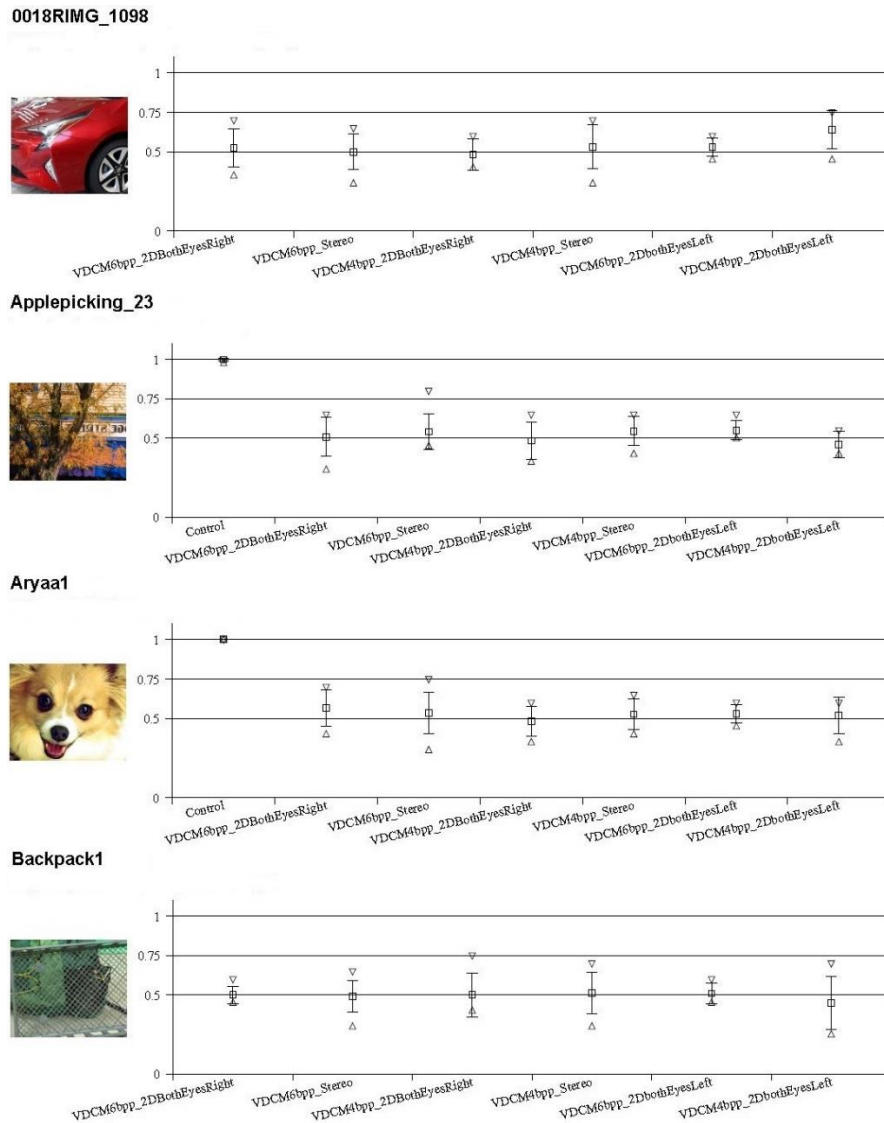 0018RIMG_1098
1
0.75
0.5
0
VDCM6bpp_2DBothEyesRight
VDCM6bpp_Stereo
VDCM4bpp_2DBothEyesRight
VDCM4bpp_Stereo
VDCM6bpp_2DbothEyesLeft
VDCM4bpp_2DbothEyesLeft
Applepicking_23
1
0.75
0.5
0
Control
VDCM6bpp_2DBothEyesRight
VDCM6bpp_Stereo
VDCM4bpp_2DBothEyesRight
VDCM4bpp_Stereo
VDCM6bpp_2DbothEyesLeft
VDCM4bpp_2DbothEyesLeft
Aryaa1
1
0.75
0.5
0
Control
VDCM6bpp_2DBothEyesRight
VDCM6bpp_Stereo
VDCM4bpp_2DBothEyesRight
VDCM4bpp_Stereo
VDCM6bpp_2DbothEyesLeft
VDCM4bpp_2DbothEyesLeft
Backpack1
1
0.75
0.5
0
VDCM6bpp_2DBothEyesRight
VDCM6bpp_Stereo
VDCM4bpp_2DBothEyesRight
VDCM4bpp_Stereo
VDCM6bpp_2DbothEyesLeft
VDCM4bpp_2DbothEyesLeft